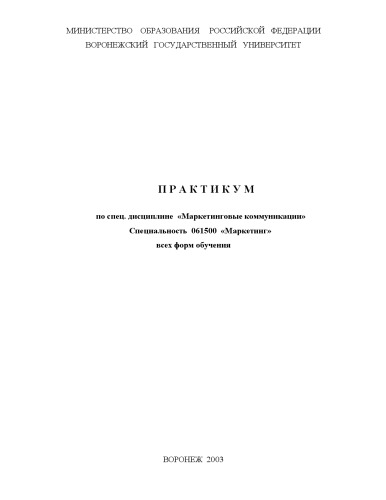 МИНИСТЕРСТВО ОБРАЗОВАНИЯ РОССИЙСКОЙ ФЕДЕРАЦИИ
ВОРОНЕЖСКИЙ ГОСУДАРСТВЕННЫЙ УНИВЕРСИТЕТ
П Р А К Т И К У М
по спец. дисциплине «Маркетинговые коммуникации»
Специальность 061500 «Маркетинг»
всех форм обучения
ВОРОНЕЖ 2003